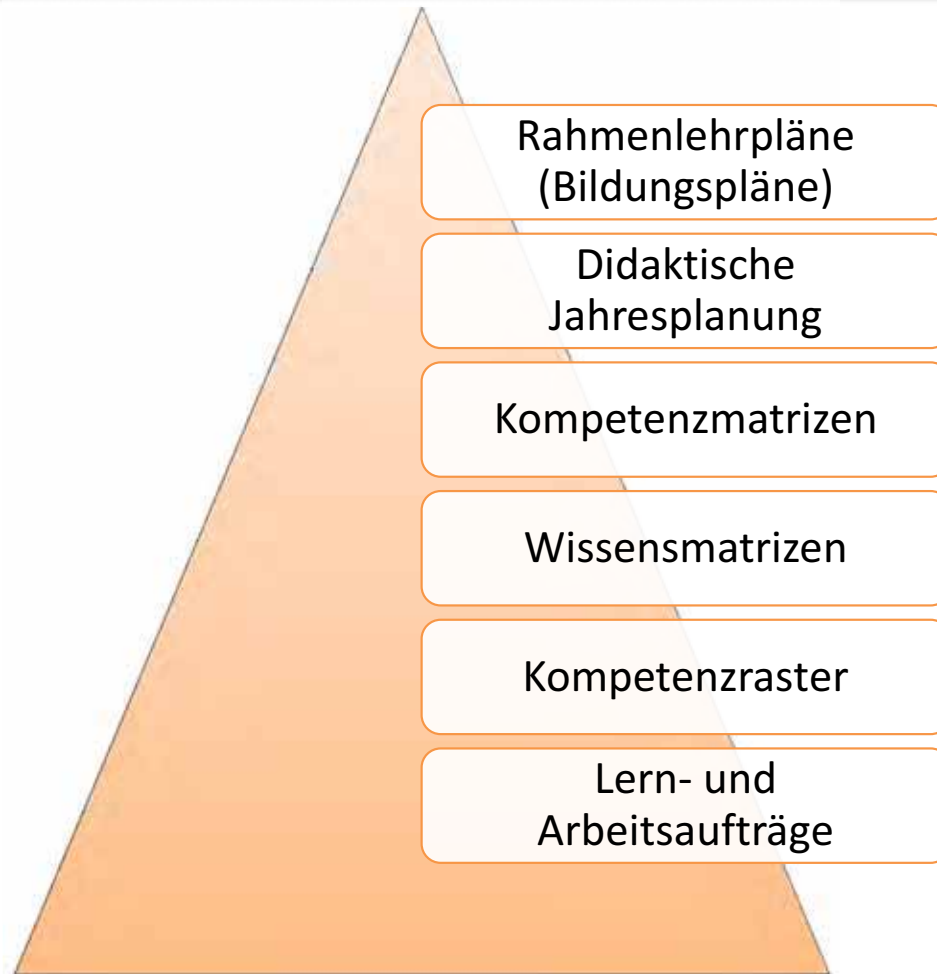 Rahmenlehrpläne
(Bildungspläne)
Didaktische
Jahresplanung
Kompetenzmatrizen
Wissensmatrizen
Kompetenzraster
Lern- und
Arbeitsaufträge